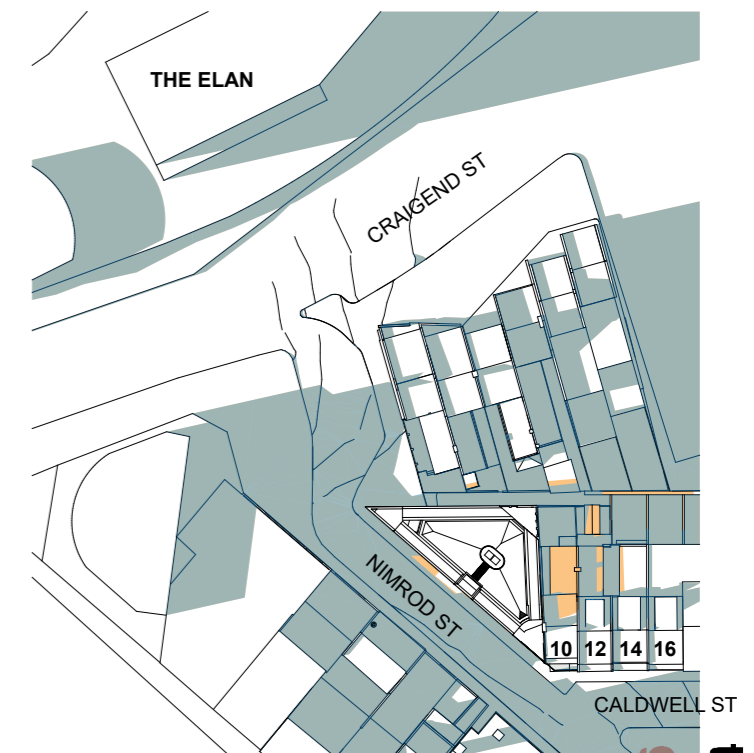 THE ELAN
CRAIGEND ST
NIMROD ST
10 12 14 16
CALDWELL ST